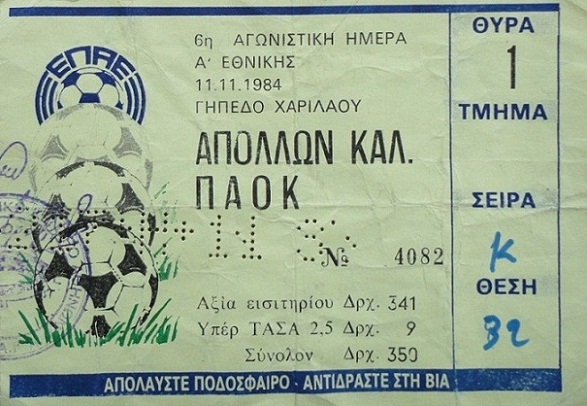 ΕΠΑΕ
6η ΑΓΩΝΙΣΤΙΚΗ ΗΜΕΡΑ
Α' ΕΘΝΙΚΗΣ
11.11.1984
ΓΗΠΕΔΟ ΧΑΡΙΛΑΟΥ
ΑΠΟΛΛΩΝ ΚΑΛ.
ΠΑΟΚ
№ 4082
Αξία εισιτηρίου Δρχ. 341
Υπέρ ΤΑΣΑ 2,5 Δρχ. 9
Σύνολον Δρχ. 350
ΘΥΡΑ
1
ΤΜΗΜΑ
ΣΕΙΡΑ
Κ
ΘΕΣΗ
32
ΑΠΟΛΑΥΣΤΕ ΠΟΔΟΣΦΑΙΡΟ - ΑΝΤΙΔΡΑΣΤΕ ΣΤΗ ΒΙΑ